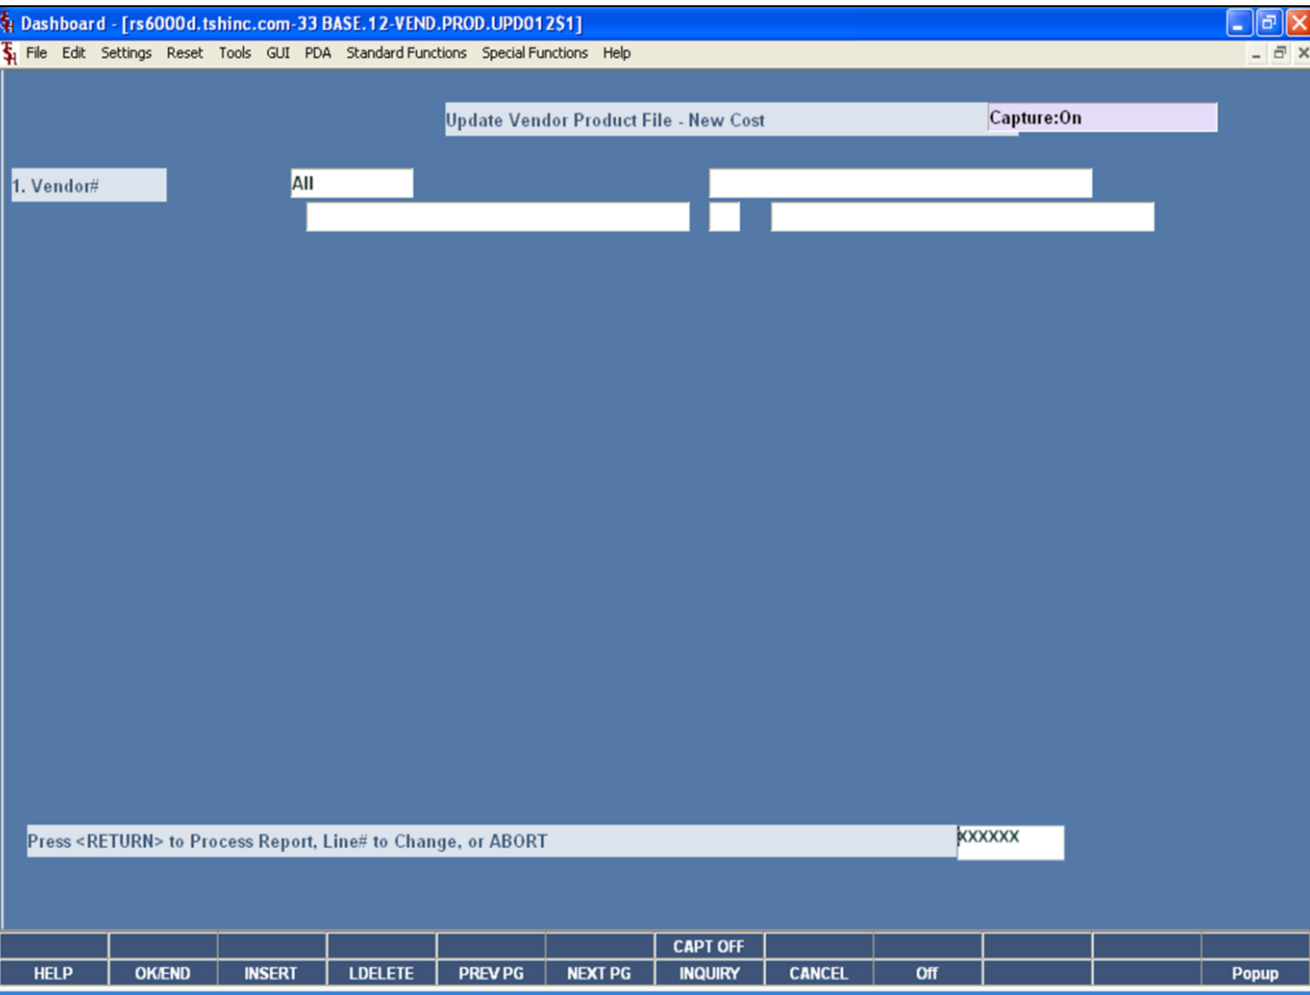 Dashboard - [rs6000d.tshinc.com-33 BASE.12-VEND.PROD.UPD012$1]
File Edit Settings Reset Tools GUI PDA Standard Functions Special Functions Help
Update Vendor Product File - New Cost Capture:On
1. Vendor# All
Press <RETURN> to Process Report, Line# to Change, or ABORT XXXXXX
CAPT OFF
HELP OK/END INSERT LDELETE PREV PG NEXT PG INQUIRY CANCEL Off Popup